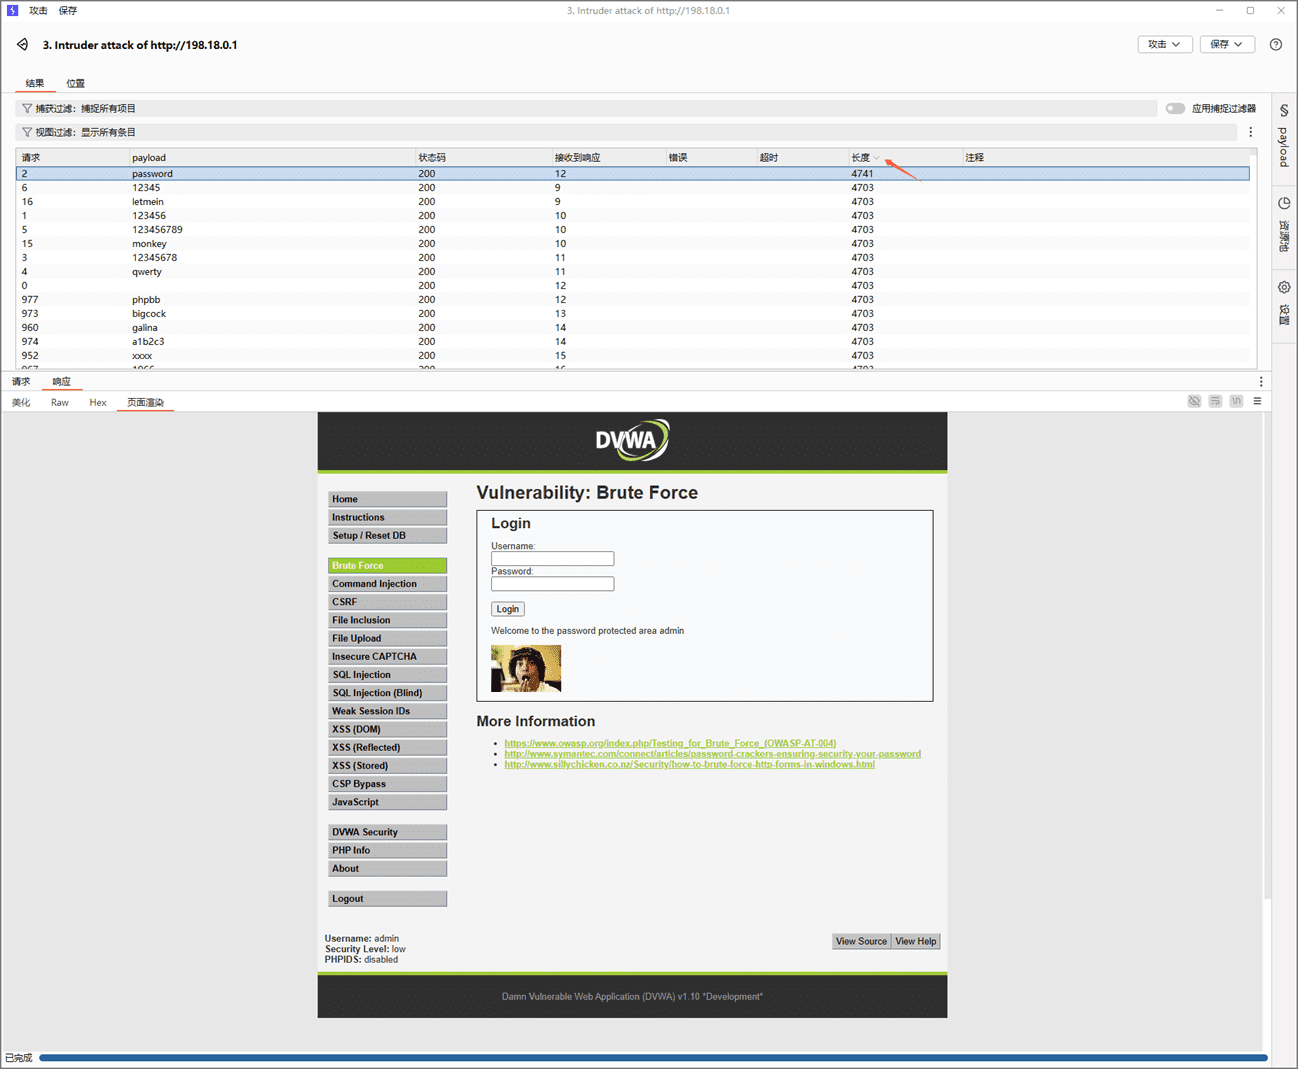 攻击 保存 3. Intruder attack of http://198.18.0.1
3. Intruder attack of http://198.18.0.1 攻击 保存
结果 位置
捕获过滤：捕捉所有项目 应用捕捉过滤器
视图过滤：显示所有条目
请求 payload 状态码 接收到响应 错误 超时 长度 注释
2 password 200 12 4741
6 12345 200 9 4703
16 letmein 200 9 4703
1 123456 200 10 4703
5 123456789 200 10 4703
15 monkey 200 10 4703
3 12345678 200 11 4703
4 qwerty 200 11 4703
0 200 12 4703
977 phpbb 200 12 4703
973 bigcock 200 13 4703
960 galina 200 14 4703
974 a1b2c3 200 14 4703
952 xxxx 200 15 4703
payload
资源池
设置
请求 响应
美化 Raw Hex 页面渲染 \n
DVWA
Home
Instructions
Setup / Reset DB
Brute Force
Command Injection
CSRF
File Inclusion
File Upload
Insecure CAPTCHA
SQL Injection
SQL Injection (Blind)
Weak Session IDs
XSS (DOM)
XSS (Reflected)
XSS (Stored)
CSP Bypass
JavaScript
DVWA Security
PHP Info
About
Logout
Vulnerability: Brute Force
Login
Username:
Password:
Login
Welcome to the password protected area admin
More Information
https://www.owasp.org/index.php/Testing_for_Brute_Force_(OWASP-AT-004)
http://www.symantec.com/connect/articles/password-crackers-ensuring-security-your-password
http://www.sillychicken.co.nz/Security/how-to-brute-force-http-forms-in-windows.html
Username: admin
Security Level: low
PHPIDS: disabled
View Source View Help
Damn Vulnerable Web Application (DVWA) v1.10 *Development*
已完成